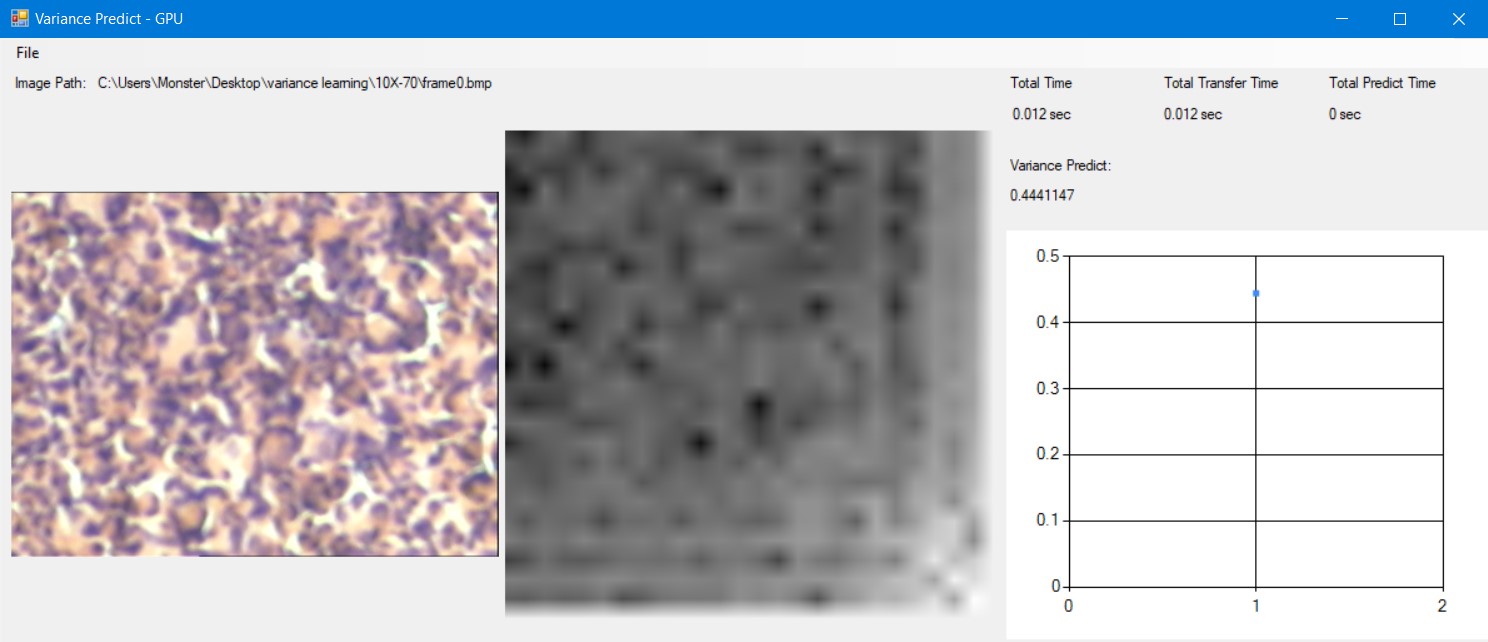 Variance Predict - GPU
File
Image Path: C:\Users\Monster\Desktop\variance learning\10X-70\frame0.bmp
Total Time
Total Transfer Time
Total Predict Time
0.012 sec
0.012 sec
0 sec
Variance Predict:
0.4441147
0.5
0.4
0.3
0.2
0.1
0
0
1
2